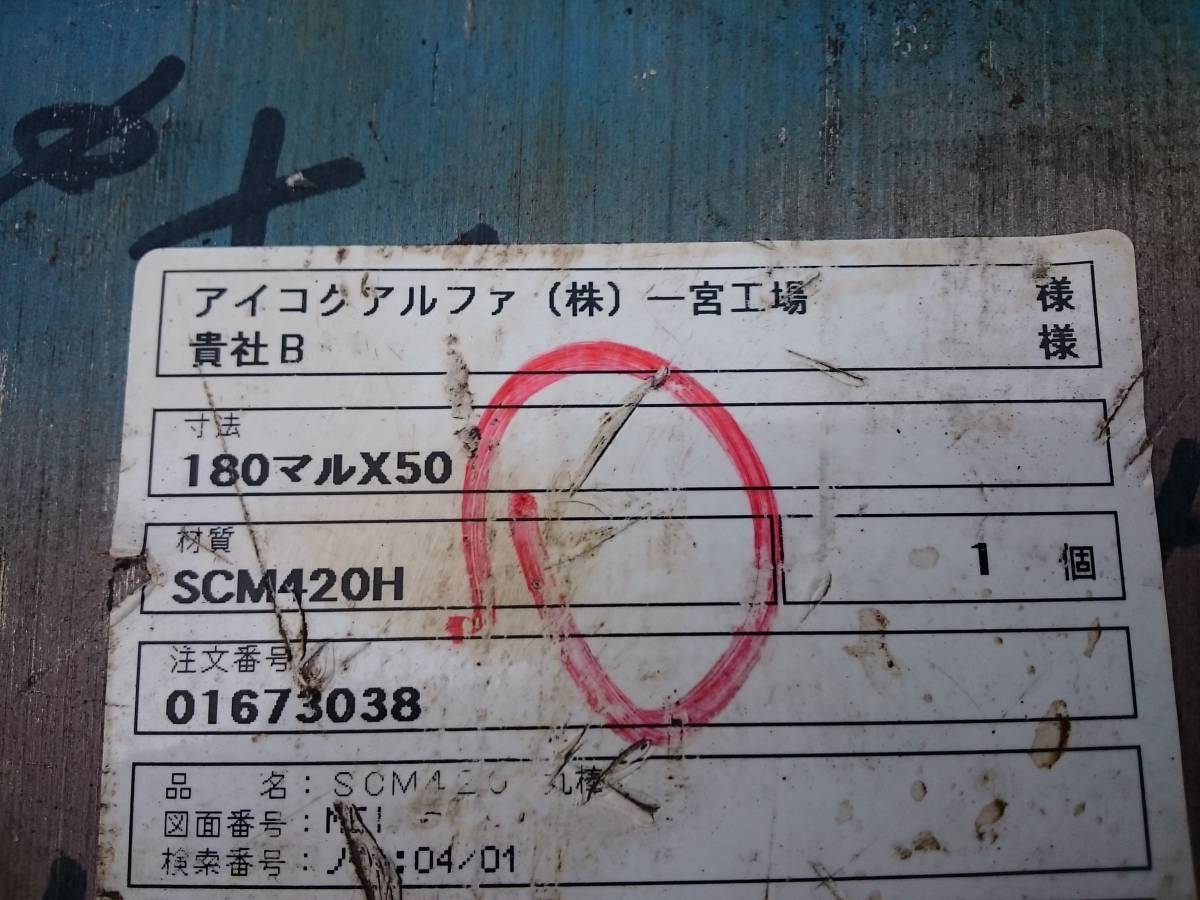 アイコクアルファ（株）一宮工場 様
貴社B 様
寸法
180マルX50
材質
SCM420H
1 個
注文番号
01673038
品 名：SCM420 丸棒
図面番号：
検索番号： :04/01